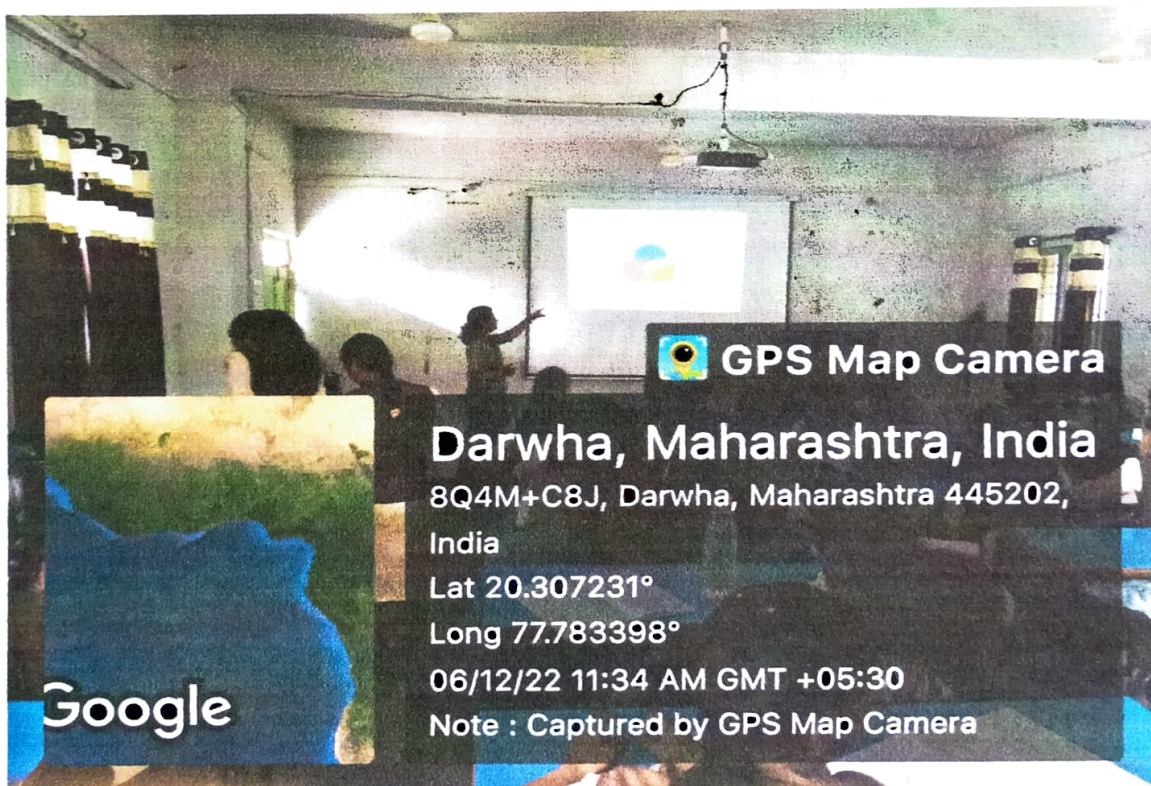 GPS Map Camera
Darwha, Maharashtra, India
8Q4M+C8J, Darwha, Maharashtra 445202,
India
Lat 20.307231°
Long 77.783398°
06/12/22 11:34 AM GMT +05:30
Note : Captured by GPS Map Camera
Google